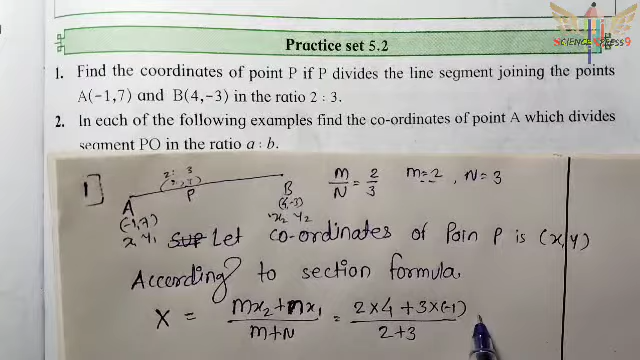 SCIENCE XPRESS9
Practice set 5.2
1. Find the coordinates of point P if P divides the line segment joining the points
A(-1,7) and B(4,-3) in the ratio 2 : 3.
2. In each of the following examples find the co-ordinates of point A which divides
segment PQ in the ratio a : b.
1] 2: 3 M/N = 2/3 M=2 , N=3
P
A B
(-1,7) (4,-3)
x1 y1 x2 y2
Let co-ordinates of Poin P is (x,y)
According to section formula
X = mx2+nx1 / m+N = 2×4+3×(-1) / 2+3